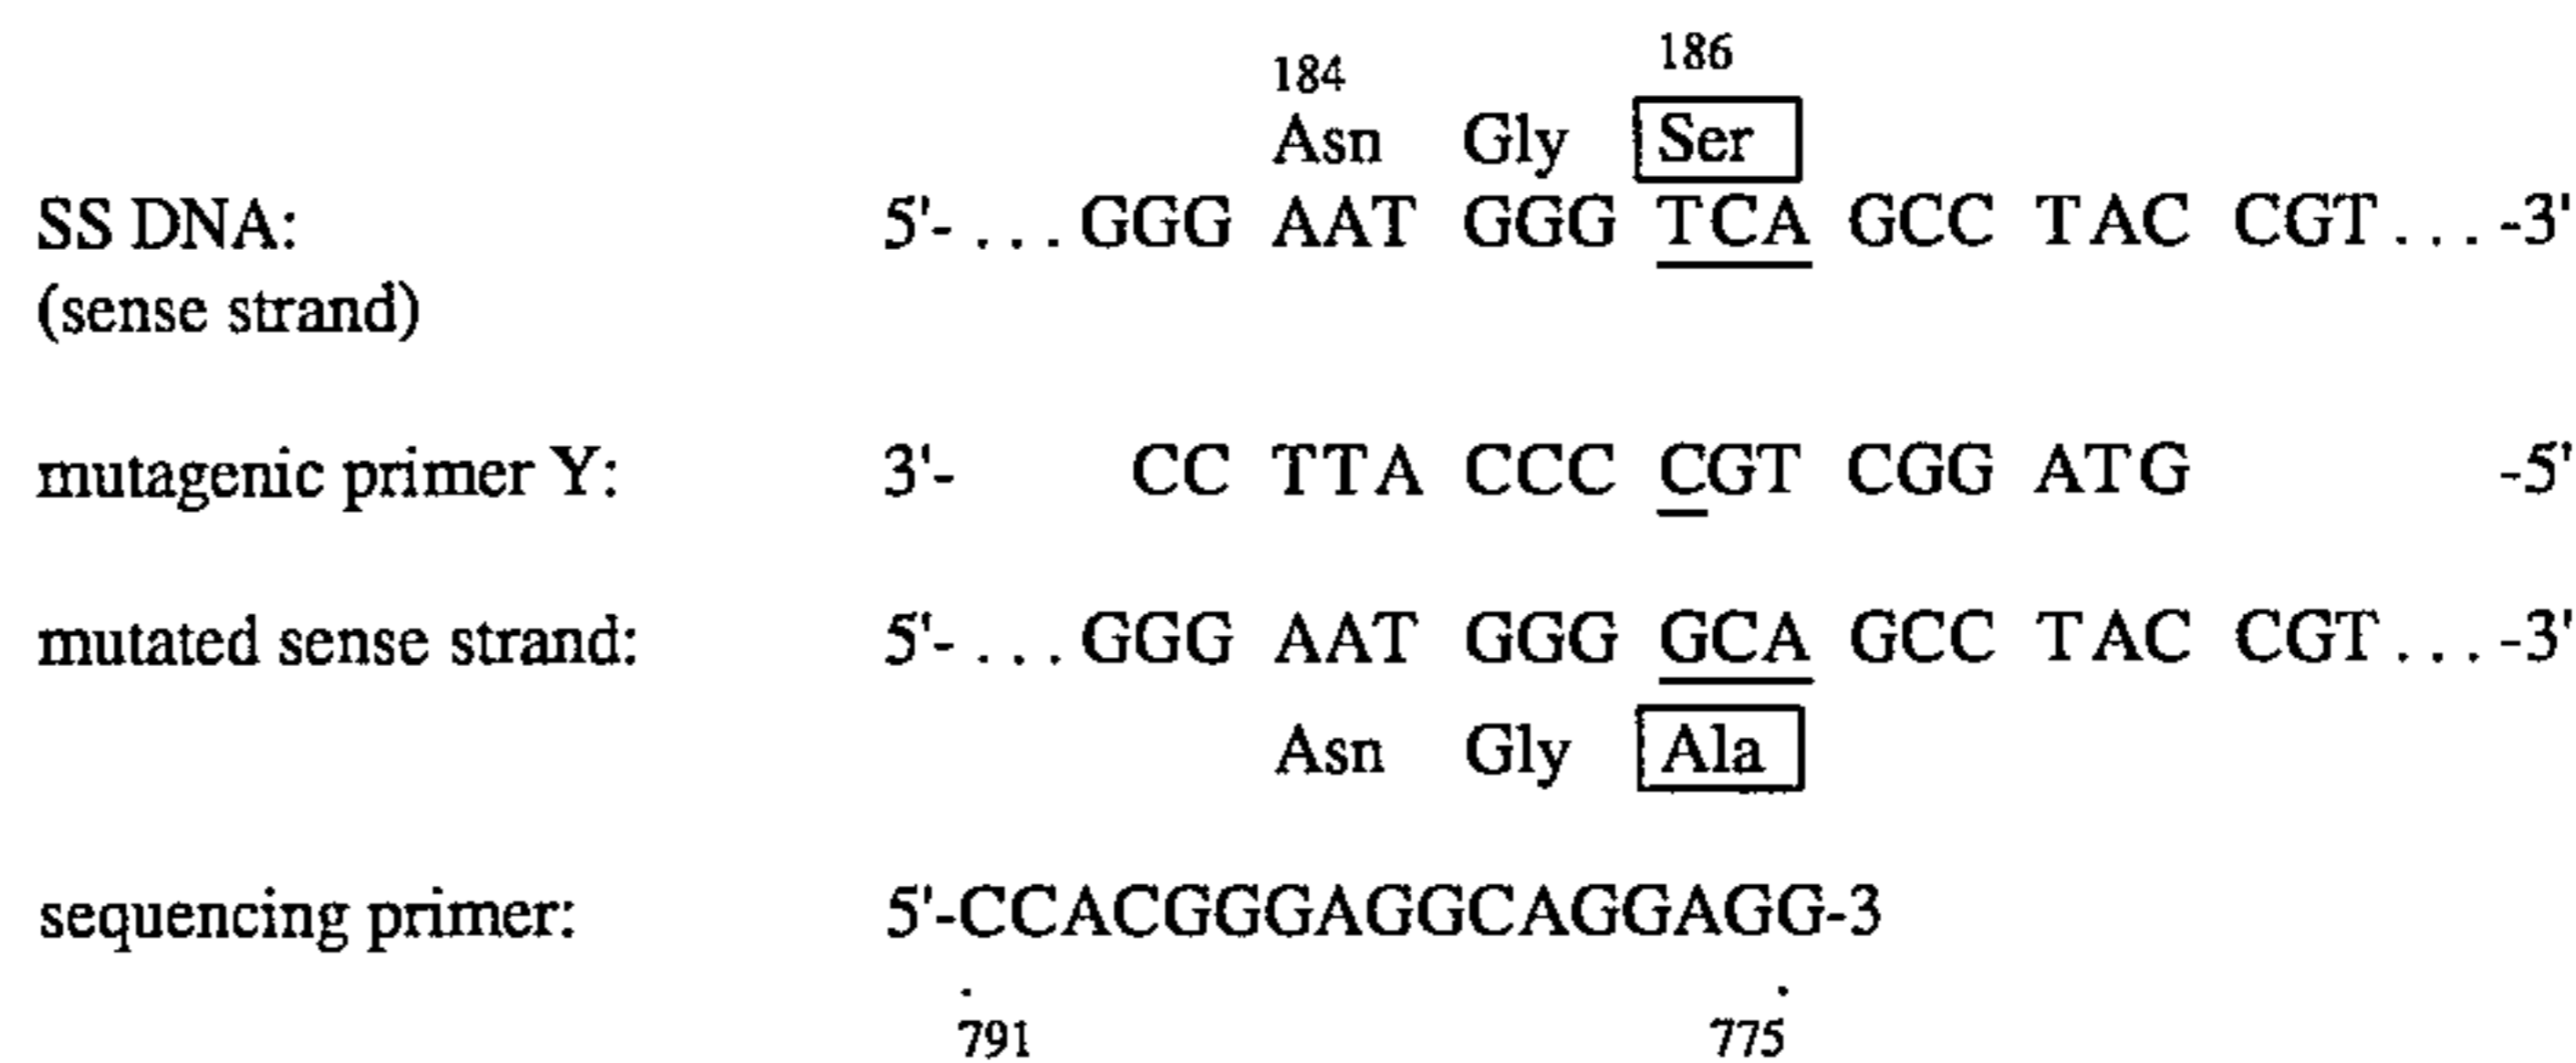 184 186
Asn Gly Ser
SS DNA: 5'- . . . GGG AAT GGG TCA GCC TAC CGT . . . -3'
(sense strand)
mutagenic primer Y: 3'- CC TTA CCC CGT CGG ATG -5'
mutated sense strand: 5'- . . . GGG AAT GGG GCA GCC TAC CGT . . . -3'
Asn Gly Ala
sequencing primer: 5'-CCACGGGAGGCAGGAGG-3
. .
791 775